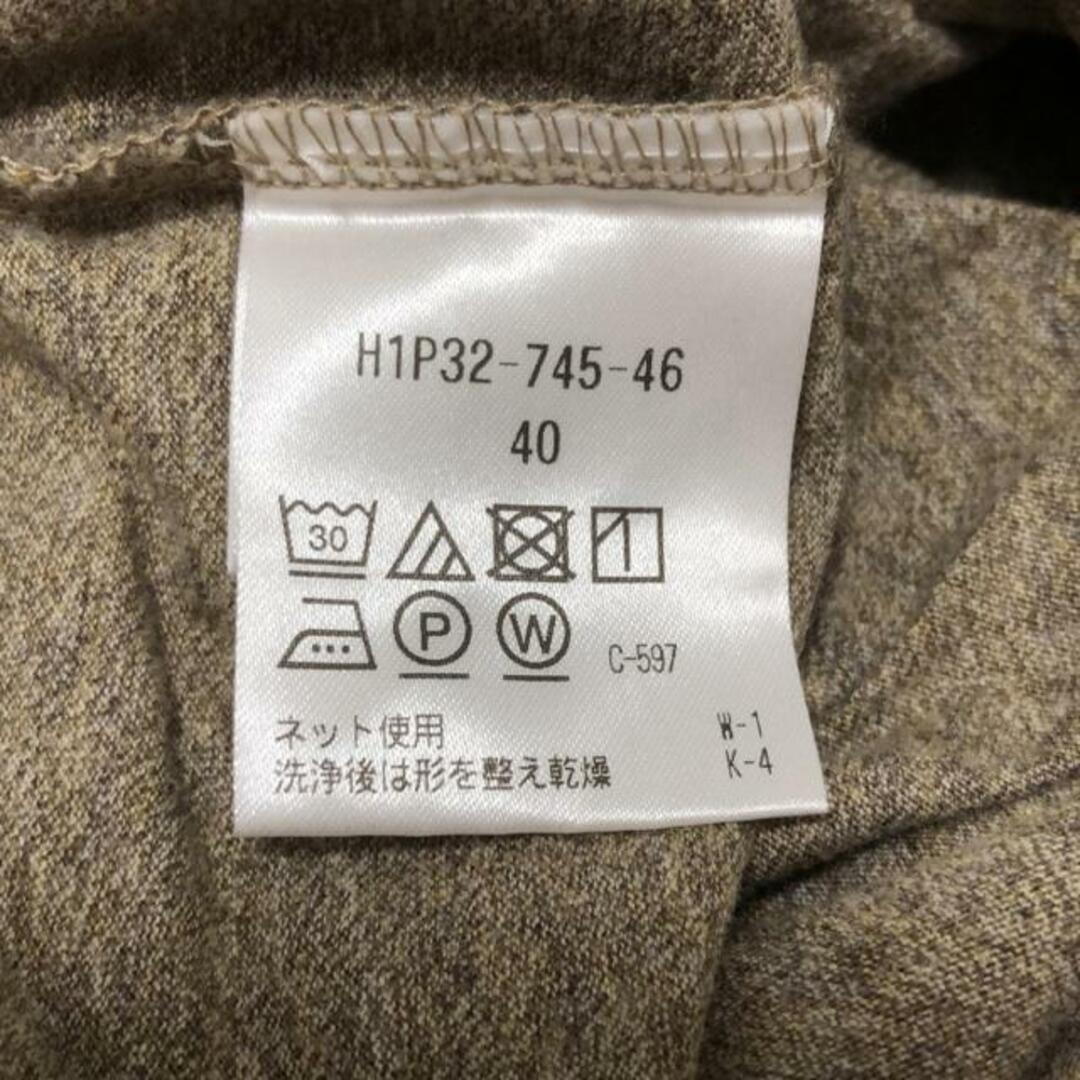 H1P32-745-46
40
30
P W C-597
ネット使用 W-1
洗浄後は形を整え乾燥 K-4